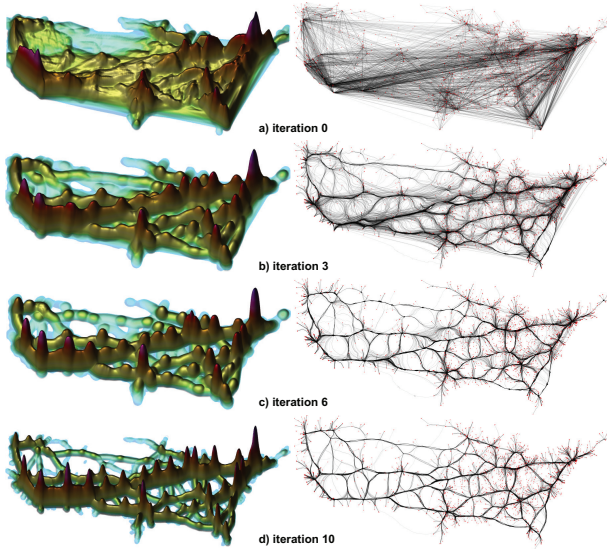 a) iteration 0
b) iteration 3
c) iteration 6
d) iteration 10